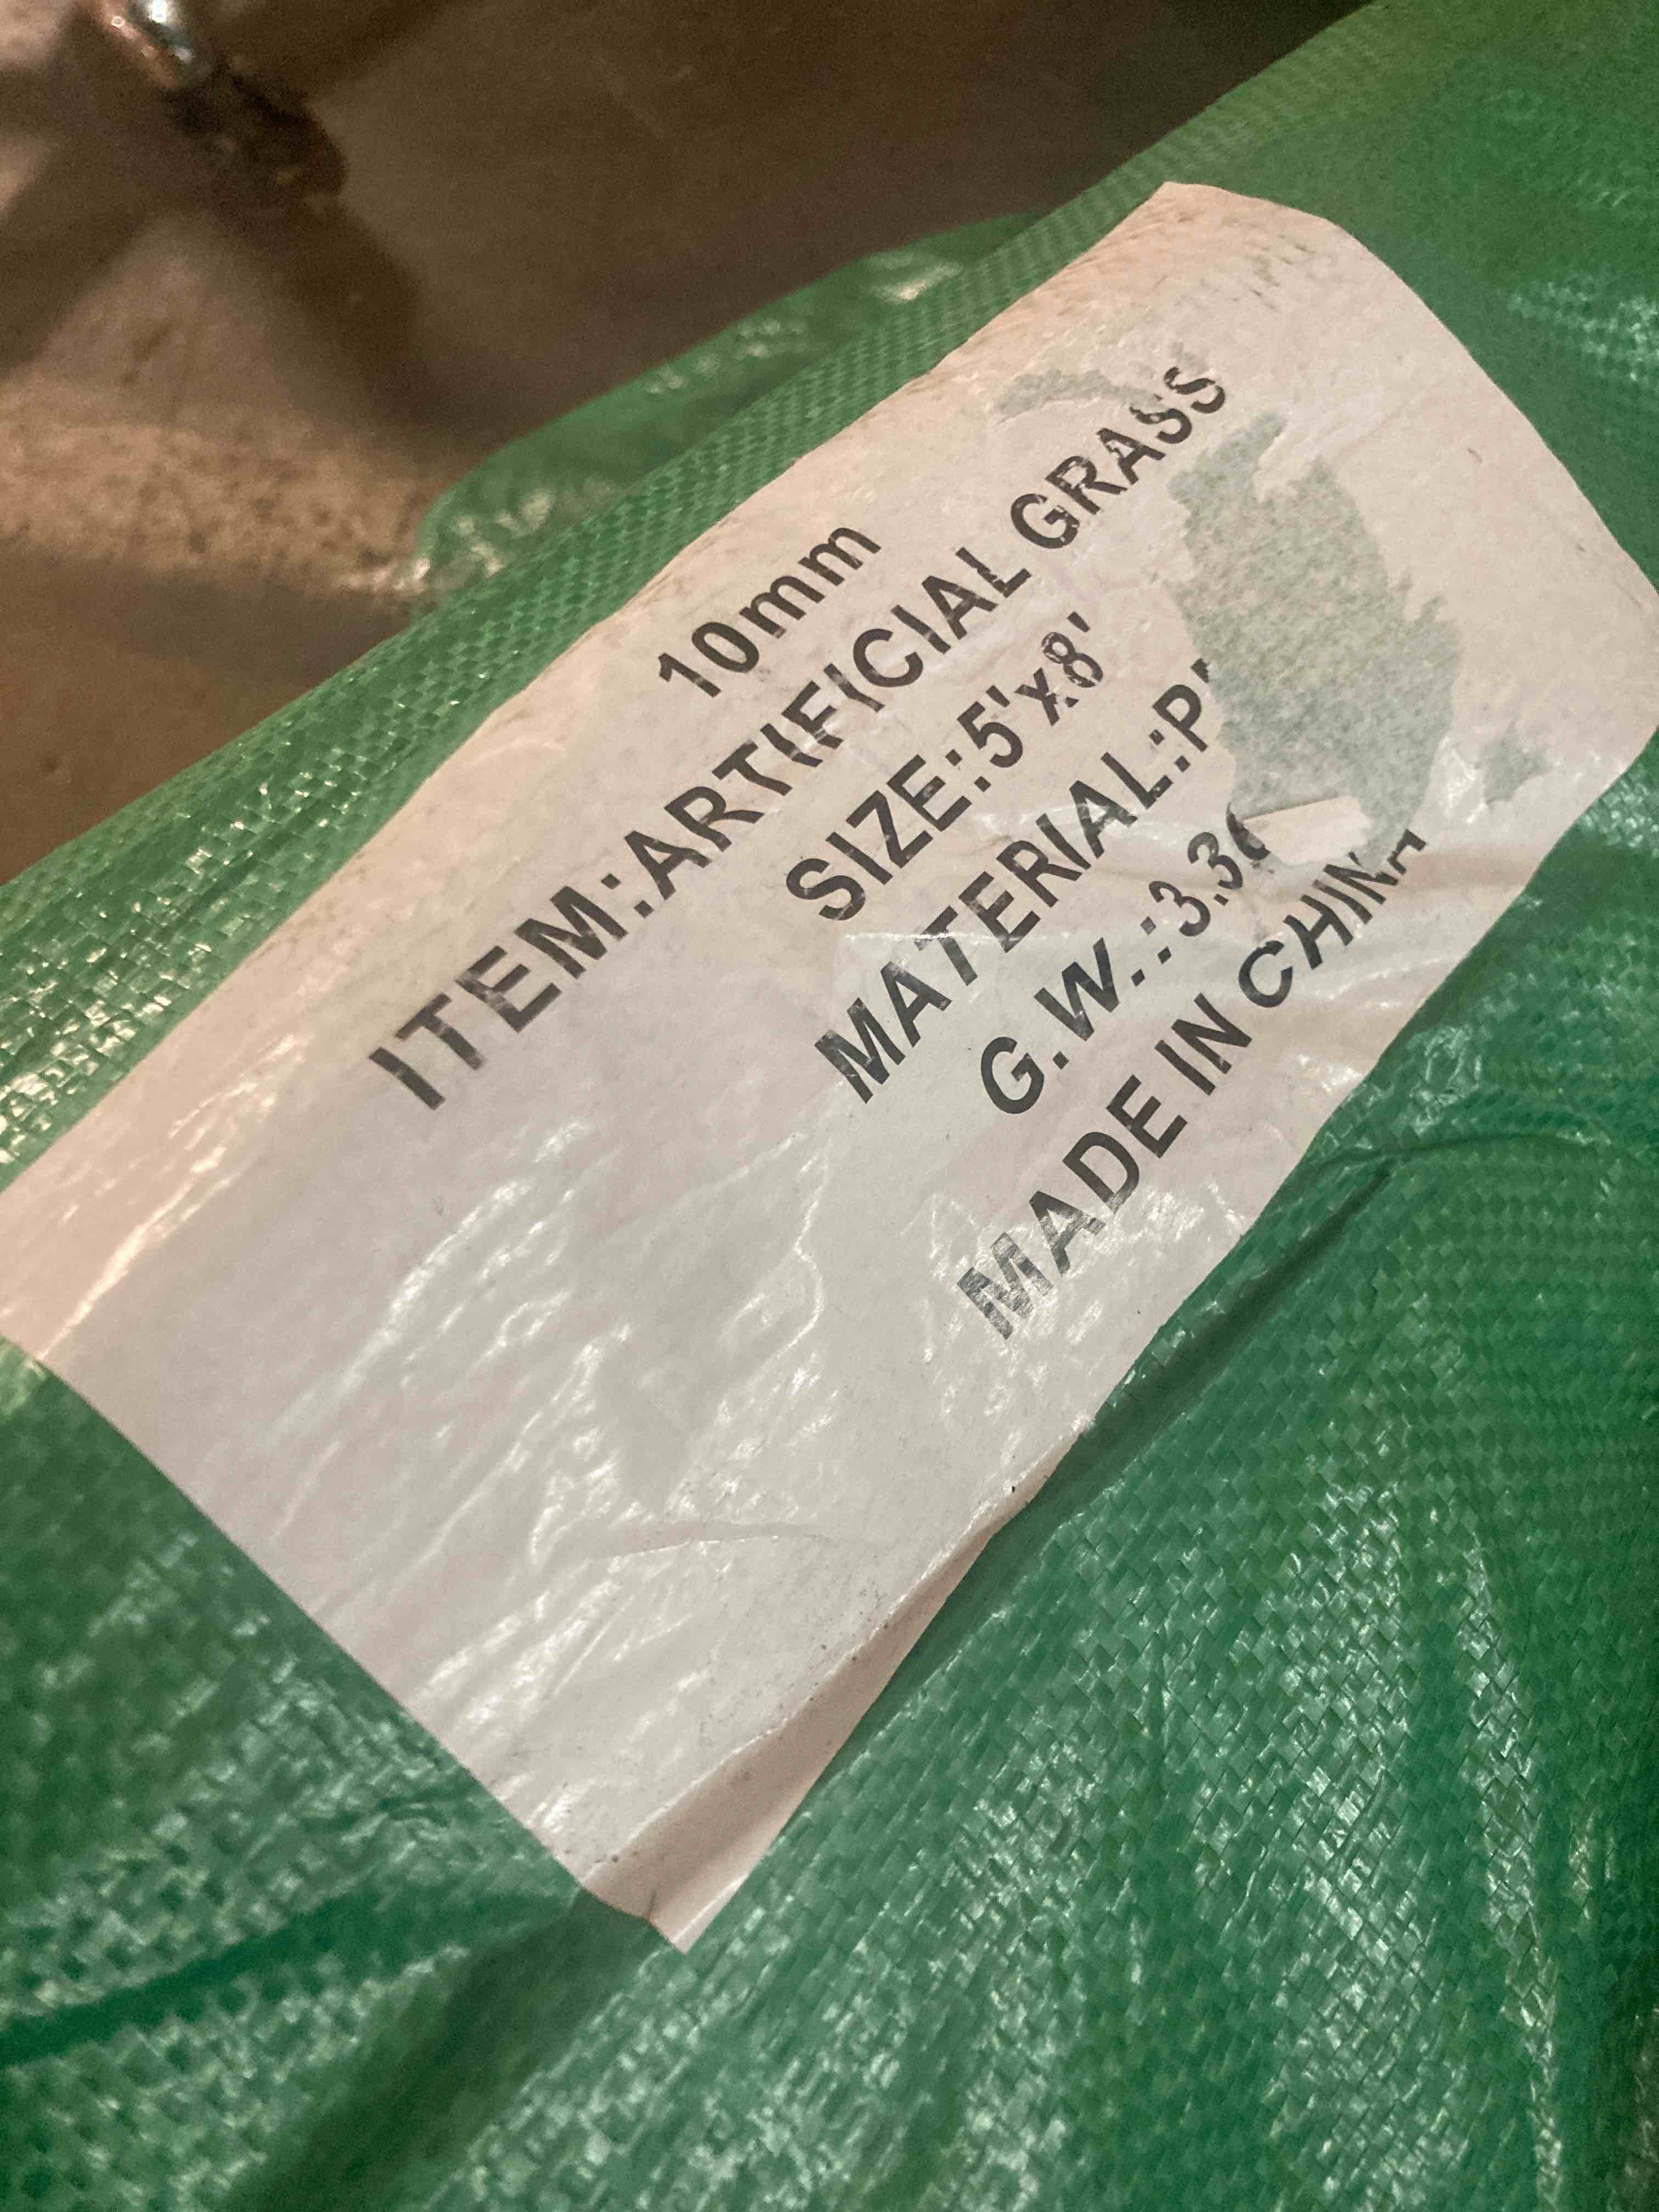 10mm
ITEM:ARTIFICIAL GRASS
SIZE:5'x8'
MATERIAL:
G.W.:
MADE IN CHINA